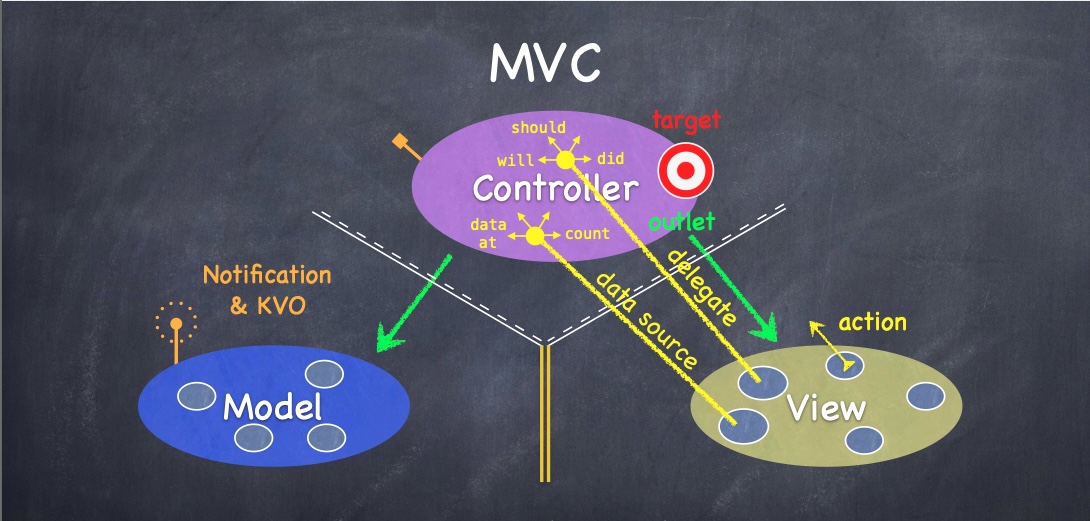 MVC
target
should
will
did
Controller
outlet
data
at
count
delegate
data source
Notification
& KVO
action
Model
View